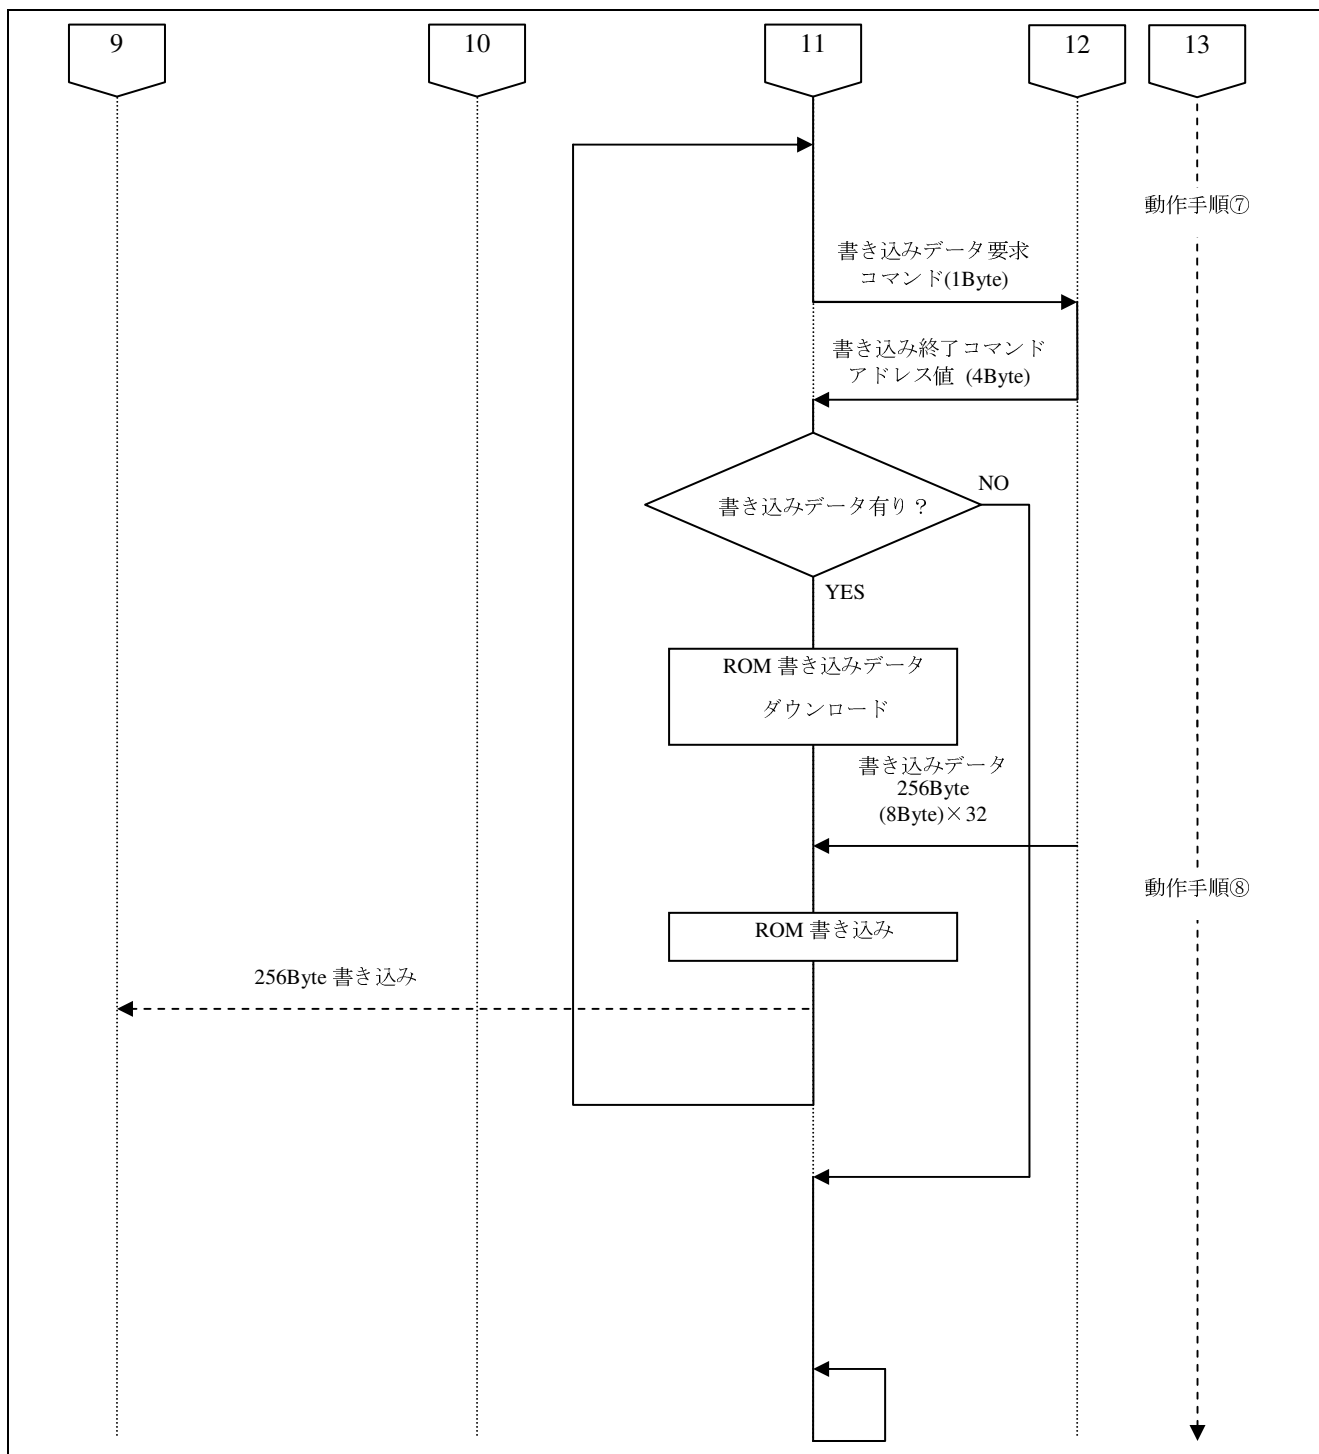 9
10
11
12
13
動作手順⑦
書き込みデータ要求
コマンド(1Byte)
書き込み終了コマンド
アドレス値 (4Byte)
NO
書き込みデータ有り？
YES
ROM 書き込みデータ
ダウンロード
書き込みデータ
256Byte
(8Byte)×32
動作手順⑧
ROM 書き込み
256Byte 書き込み